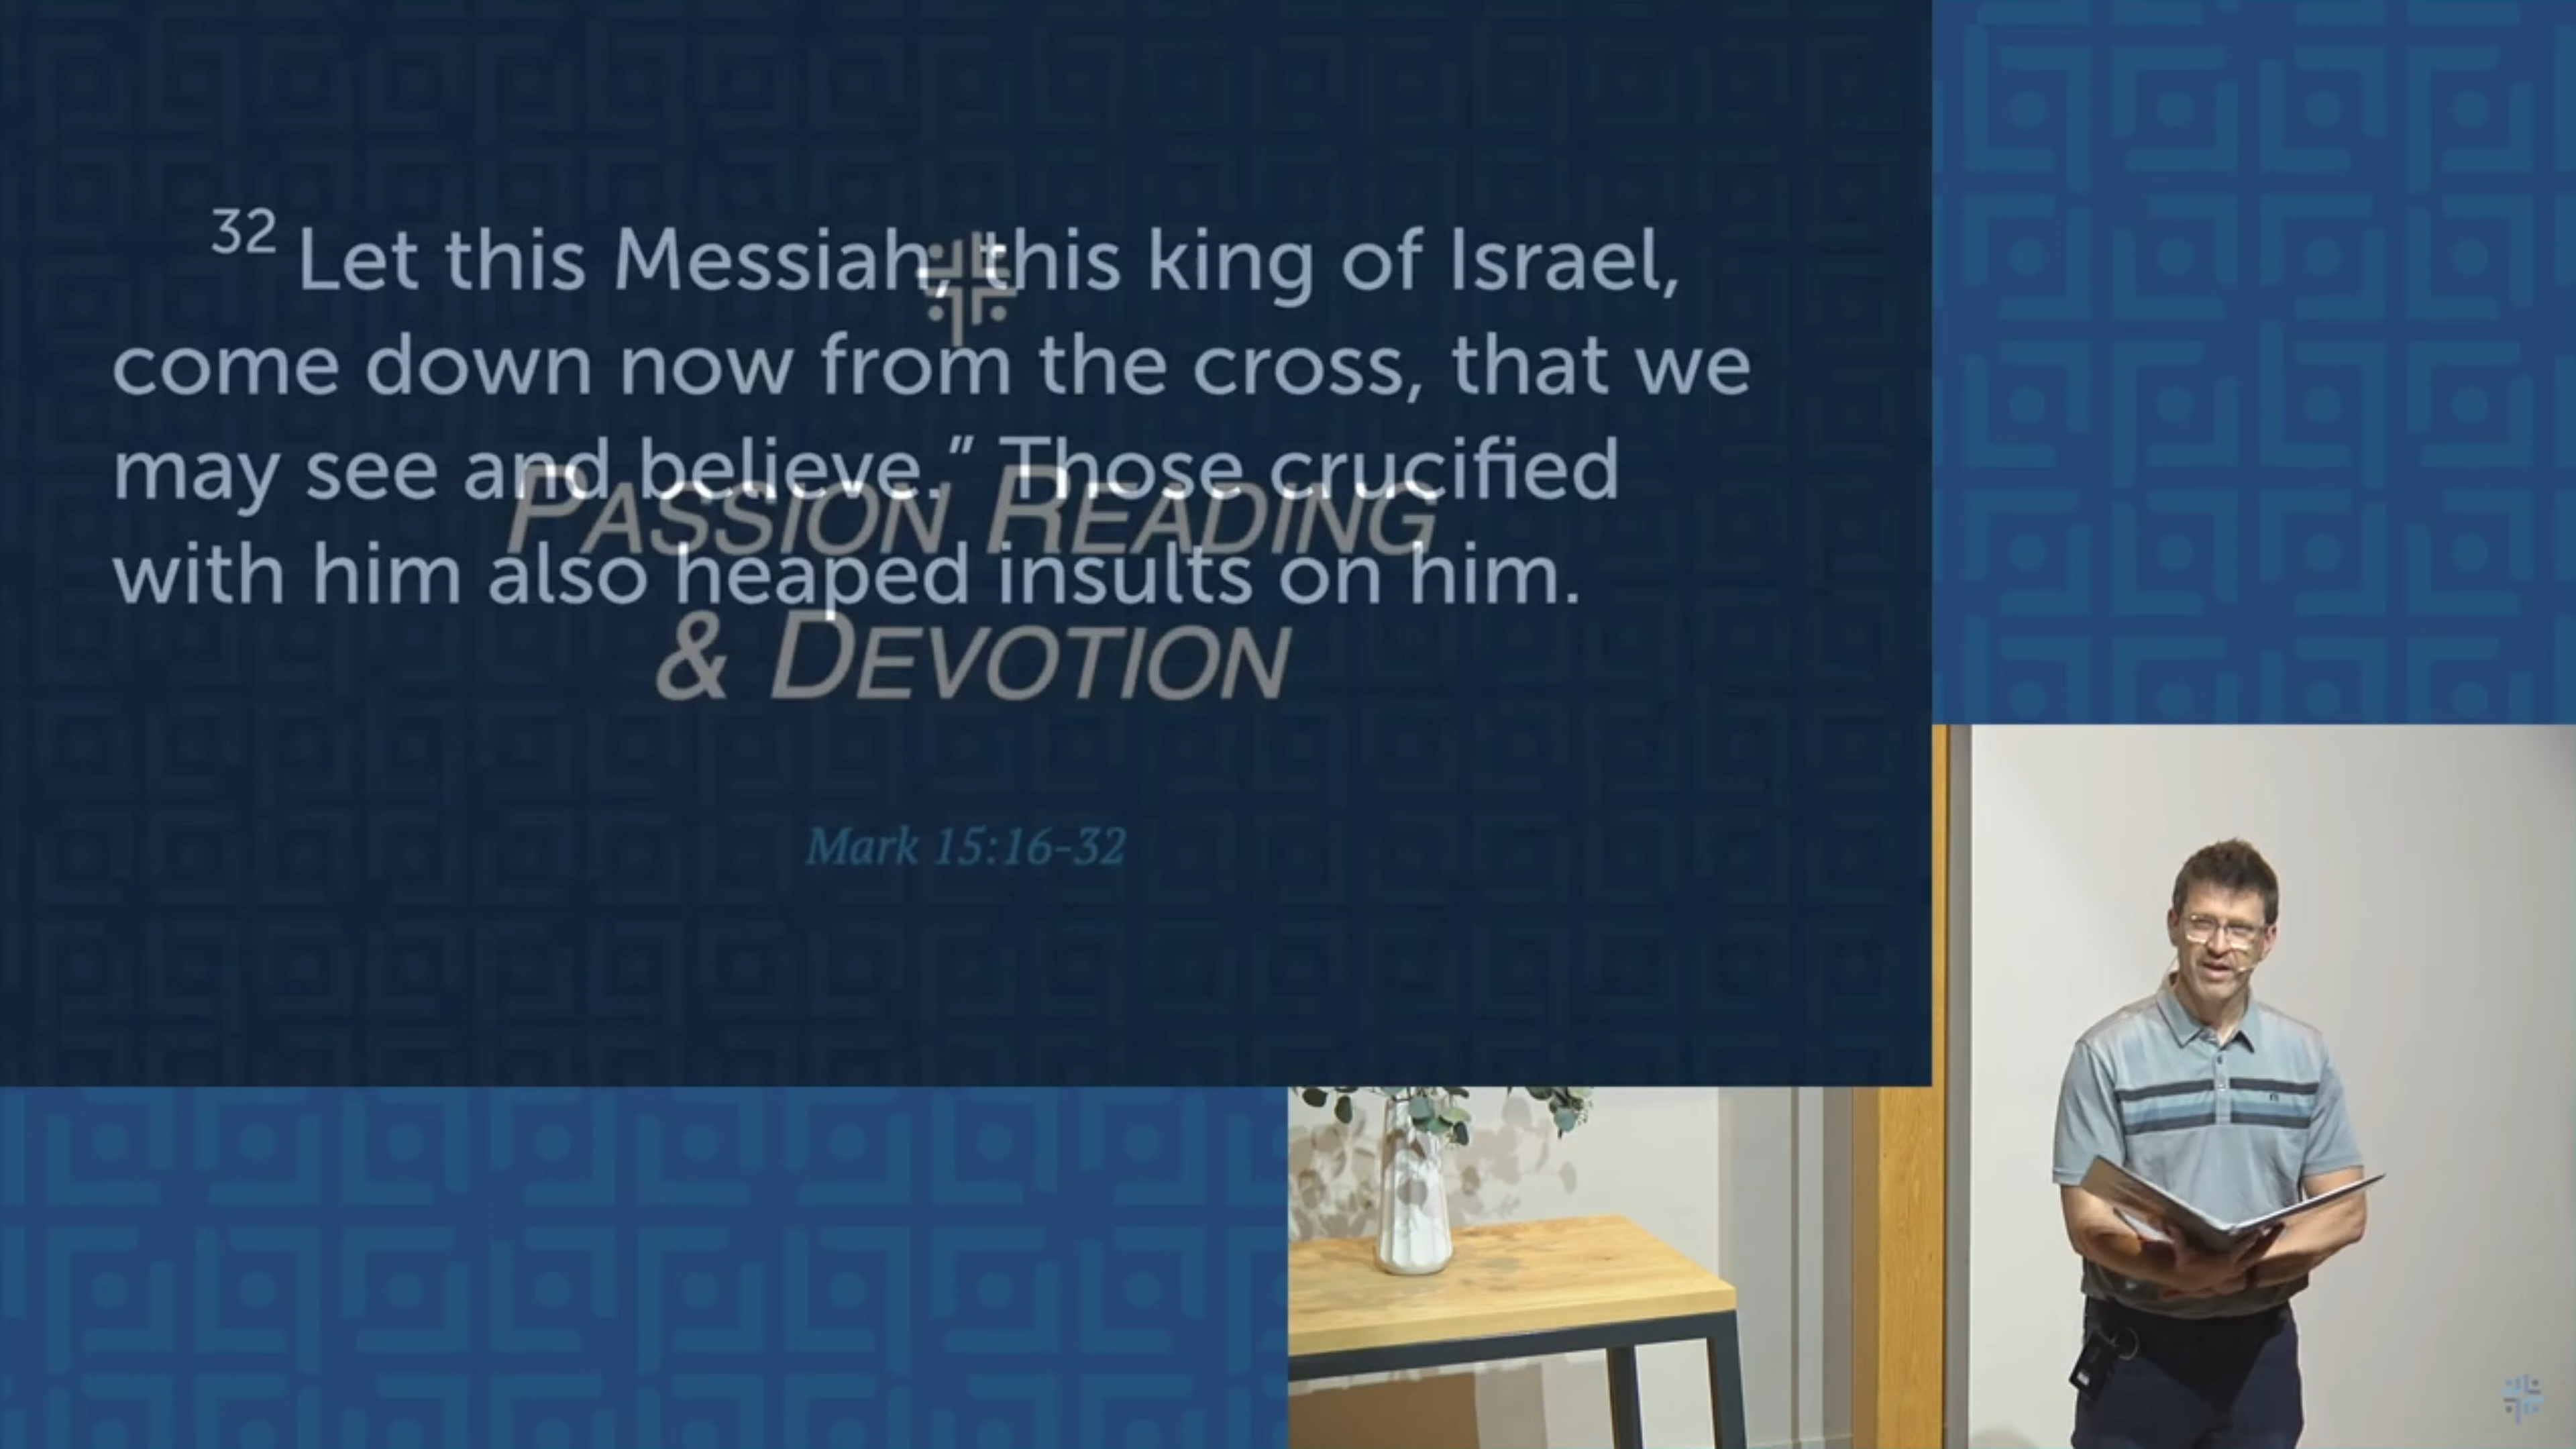 32 Let this Messiah, this king of Israel,
come down now from the cross, that we
may see and believe.” Those crucified
with him also heaped insults on him.
PASSION READING
& DEVOTION
Mark 15:16-32